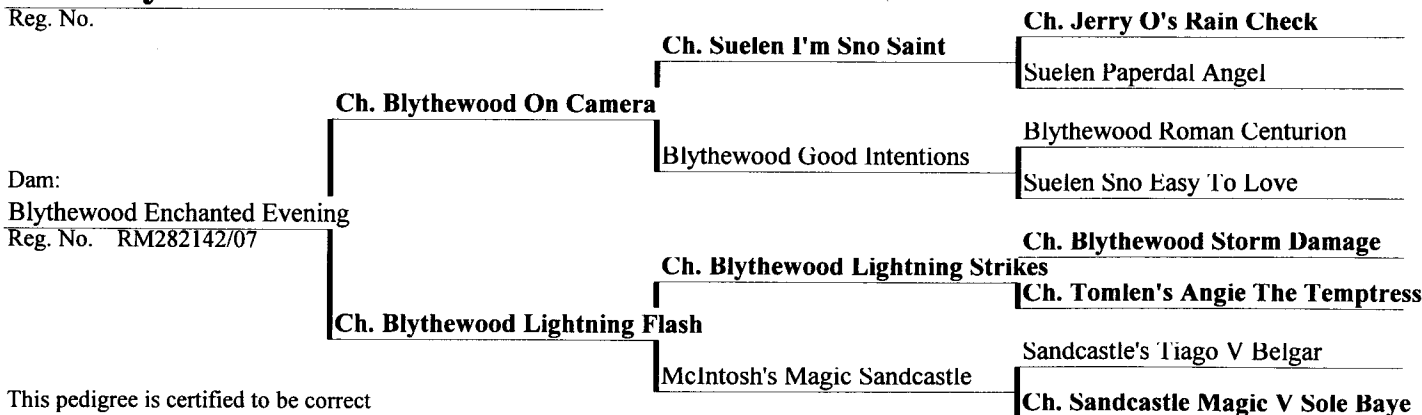 Reg. No.
Ch. Jerry O's Rain Check
Ch. Suelen I'm Sno Saint
Suelen Paperdal Angel
Ch. Blythewood On Camera
Blythewood Roman Centurion
Blythewood Good Intentions
Dam:
Suelen Sno Easy To Love
Blythewood Enchanted Evening
Reg. No. RM282142/07
Ch. Blythewood Storm Damage
Ch. Blythewood Lightning Strikes
Ch. Tomlen's Angie The Temptress
Ch. Blythewood Lightning Flash
Sandcastle's Tiago V Belgar
McIntosh's Magic Sandcastle
This pedigree is certified to be correct
Ch. Sandcastle Magic V Sole Baye